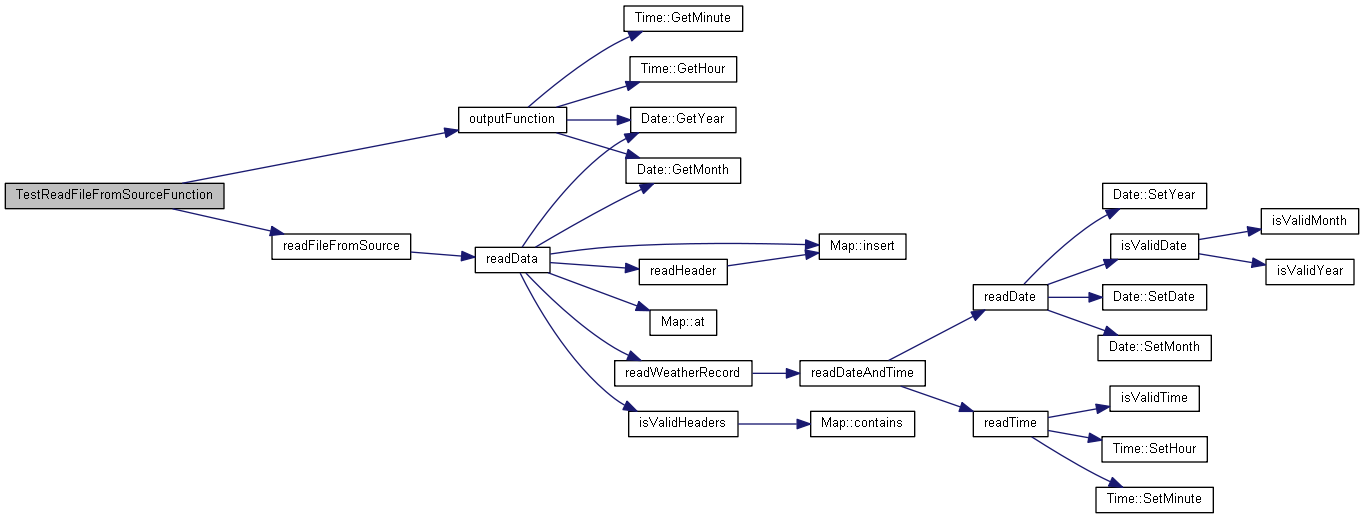 Time::GetMinute
Time::GetHour
outputFunction
Date::GetYear
Date::GetMonth
TestReadFileFromSourceFunction
Date::SetYear
isValidMonth
readFileFromSource
Map::insert
isValidDate
readData
readHeader
isValidYear
readDate
Date::SetDate
Map::at
Date::SetMonth
readWeatherRecord
readDateAndTime
isValidTime
isValidHeaders
Map::contains
readTime
Time::SetHour
Time::SetMinute